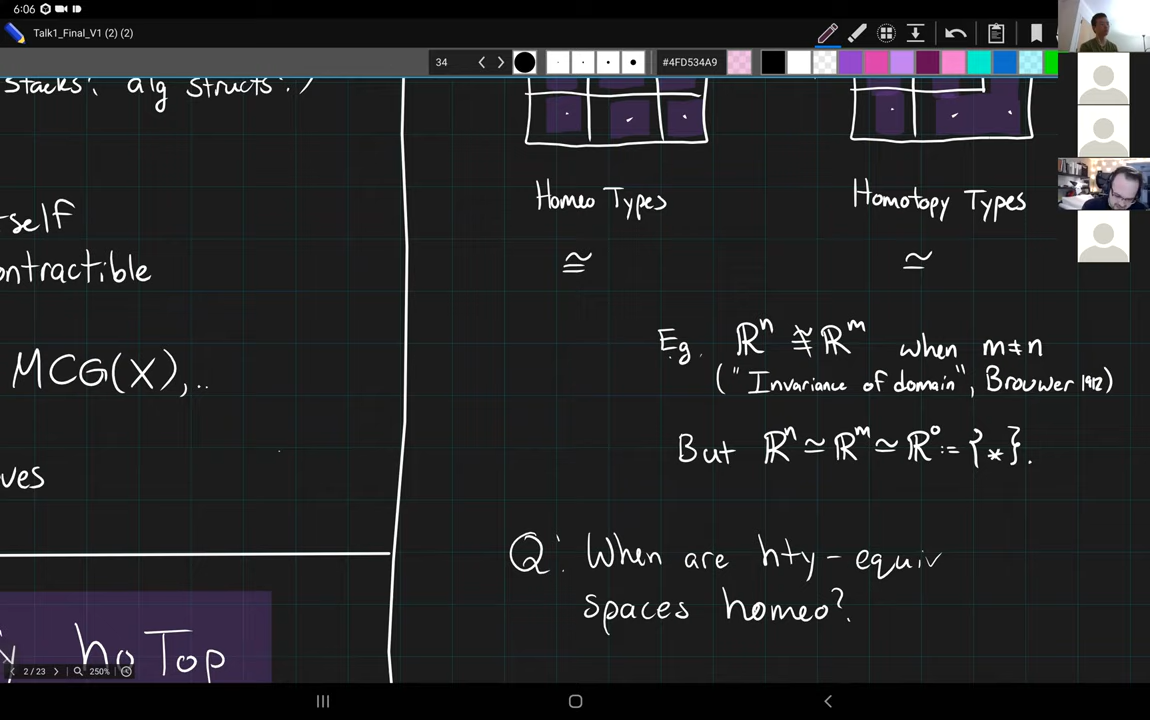 6:06
Talk1_Final_V1 (2) (2)
34
#4FD534A9
stacks? alg structs?)
-self
ontractible
MCG(X),..
ves
ho Top
Homeo Types
≅
Homotopy Types
≃
Eg. ℝⁿ ≇ ℝᵐ when m≠n
("Invariance of domain", Brouwer 1912)
But ℝⁿ ≃ ℝᵐ ≃ ℝ⁰ := {*}.
Q: When are hty-equiv
spaces homeo?
2 / 23
250%